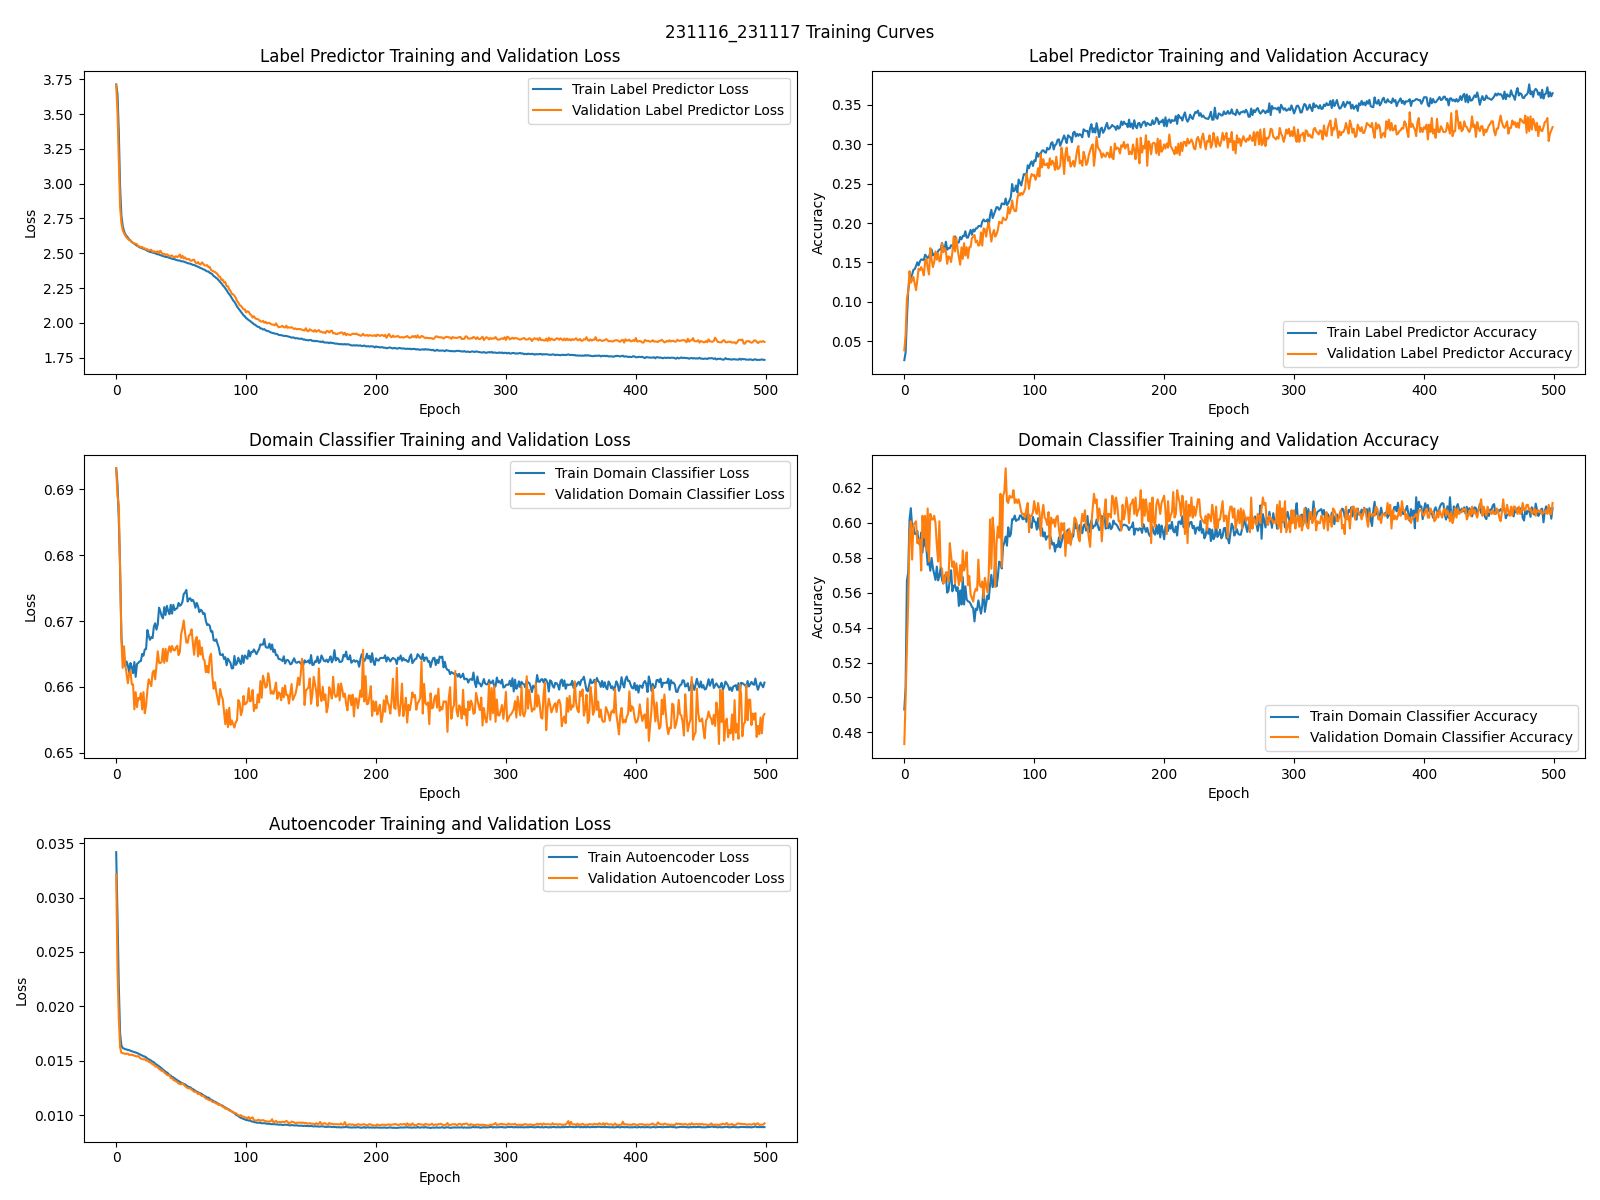 231116_231117 Training Curves
Label Predictor Training and Validation Loss
3.75
3.50
3.25
3.00
2.75
2.50
2.25
2.00
1.75
Loss
Train Label Predictor Loss
Validation Label Predictor Loss
0 100 200 300 400 500
Epoch
Label Predictor Training and Validation Accuracy
0.35
0.30
0.25
0.20
0.15
0.10
0.05
Accuracy
Train Label Predictor Accuracy
Validation Label Predictor Accuracy
0 100 200 300 400 500
Epoch
Domain Classifier Training and Validation Loss
0.69
0.68
0.67
0.66
0.65
Loss
Train Domain Classifier Loss
Validation Domain Classifier Loss
0 100 200 300 400 500
Epoch
Domain Classifier Training and Validation Accuracy
0.62
0.60
0.58
0.56
0.54
0.52
0.50
0.48
Accuracy
Train Domain Classifier Accuracy
Validation Domain Classifier Accuracy
0 100 200 300 400 500
Epoch
Autoencoder Training and Validation Loss
0.035
0.030
0.025
0.020
0.015
0.010
Loss
Train Autoencoder Loss
Validation Autoencoder Loss
0 100 200 300 400 500
Epoch